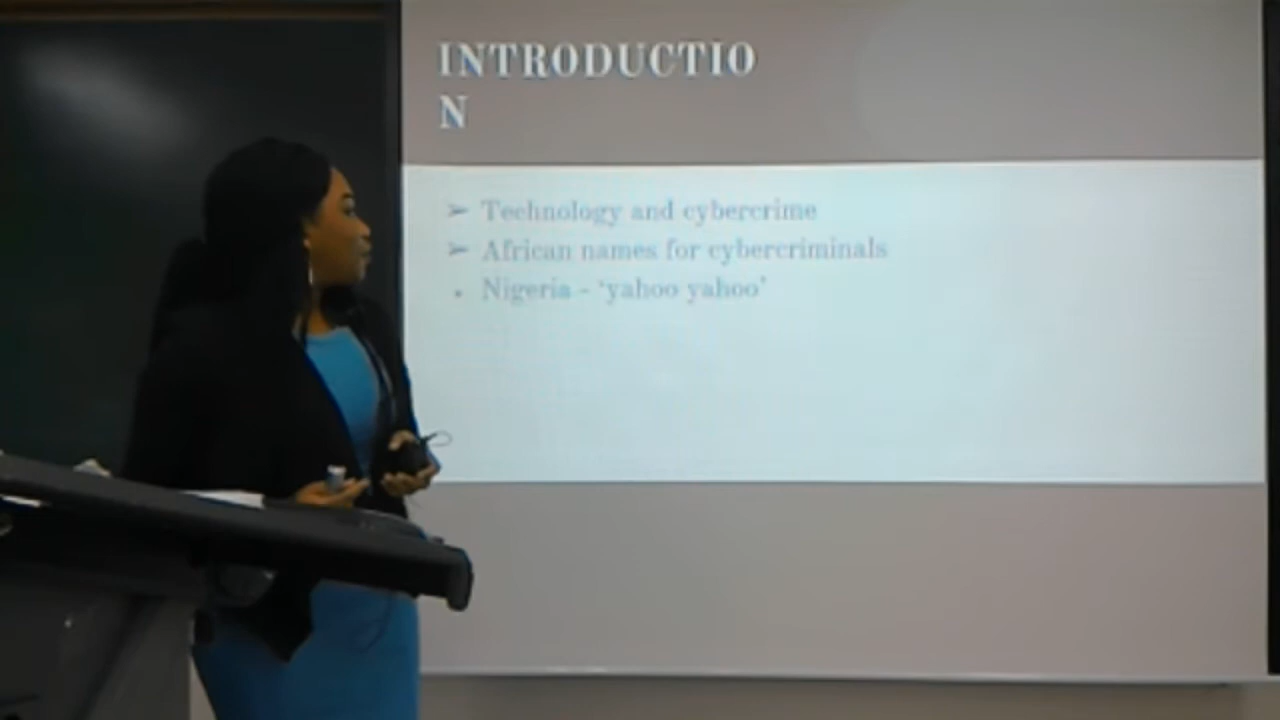 INTRODUCTIO
N
➢ Technology and cybercrime
➢ African names for cybercriminals
• Nigeria - ‘yahoo yahoo’